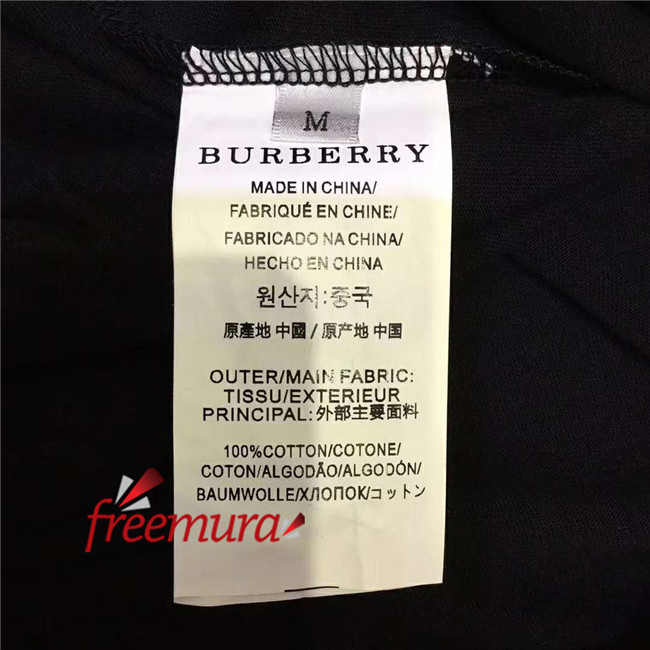 M
BURBERRY
MADE IN CHINA/
FABRIQUÉ EN CHINE/
FABRICADO NA CHINA/
HECHO EN CHINA
원산지:중국
原產地 中國 / 原产地 中国
OUTER/MAIN FABRIC:
TISSU/EXTERIEUR
PRINCIPAL:外部主要面料
100%COTTON/COTONE/
COTON/ALGODÃO/ALGODÓN/
BAUMWOLLE/ХЛОПОК/コットン
freemura